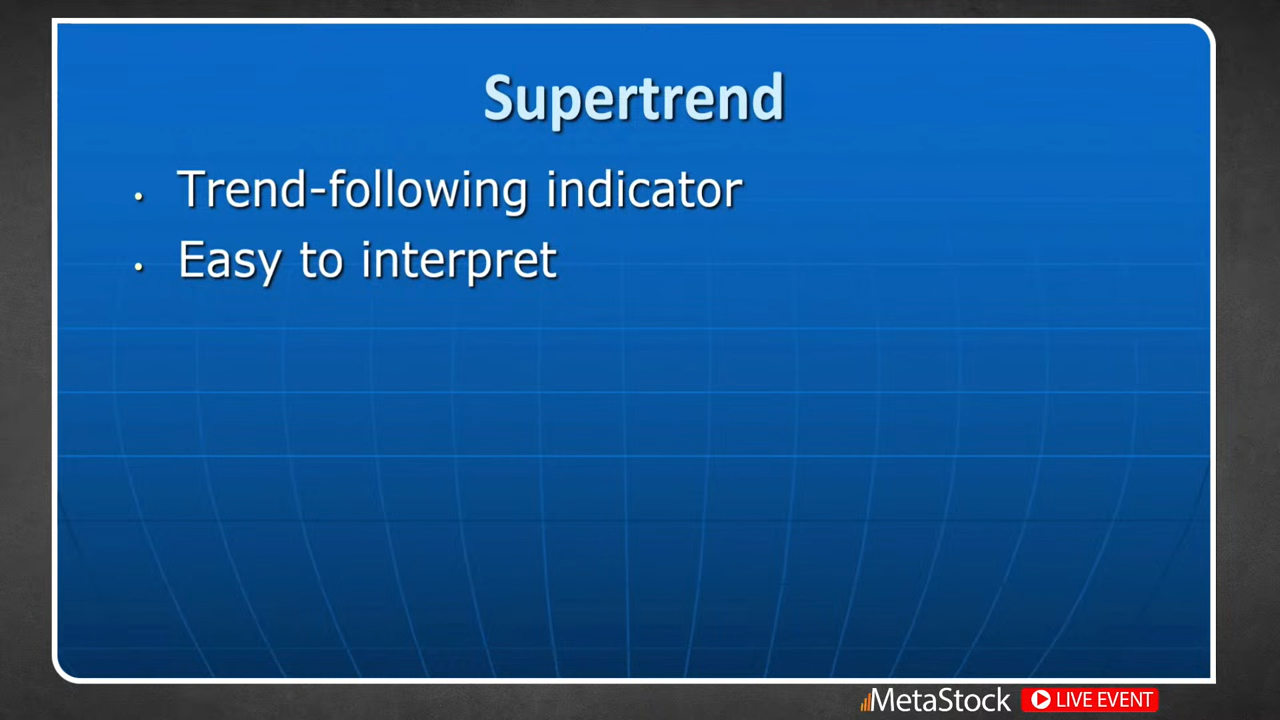 Supertrend
• Trend-following indicator
• Easy to interpret
MetaStock LIVE EVENT